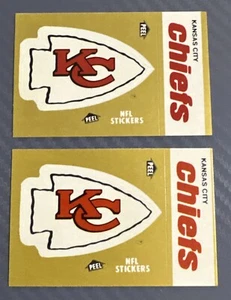 KANSAS CITY
chiefs
KC
PEEL
NFL
STICKERS
PEEL
KANSAS CITY
chiefs
KC
PEEL
NFL
STICKERS
PEEL